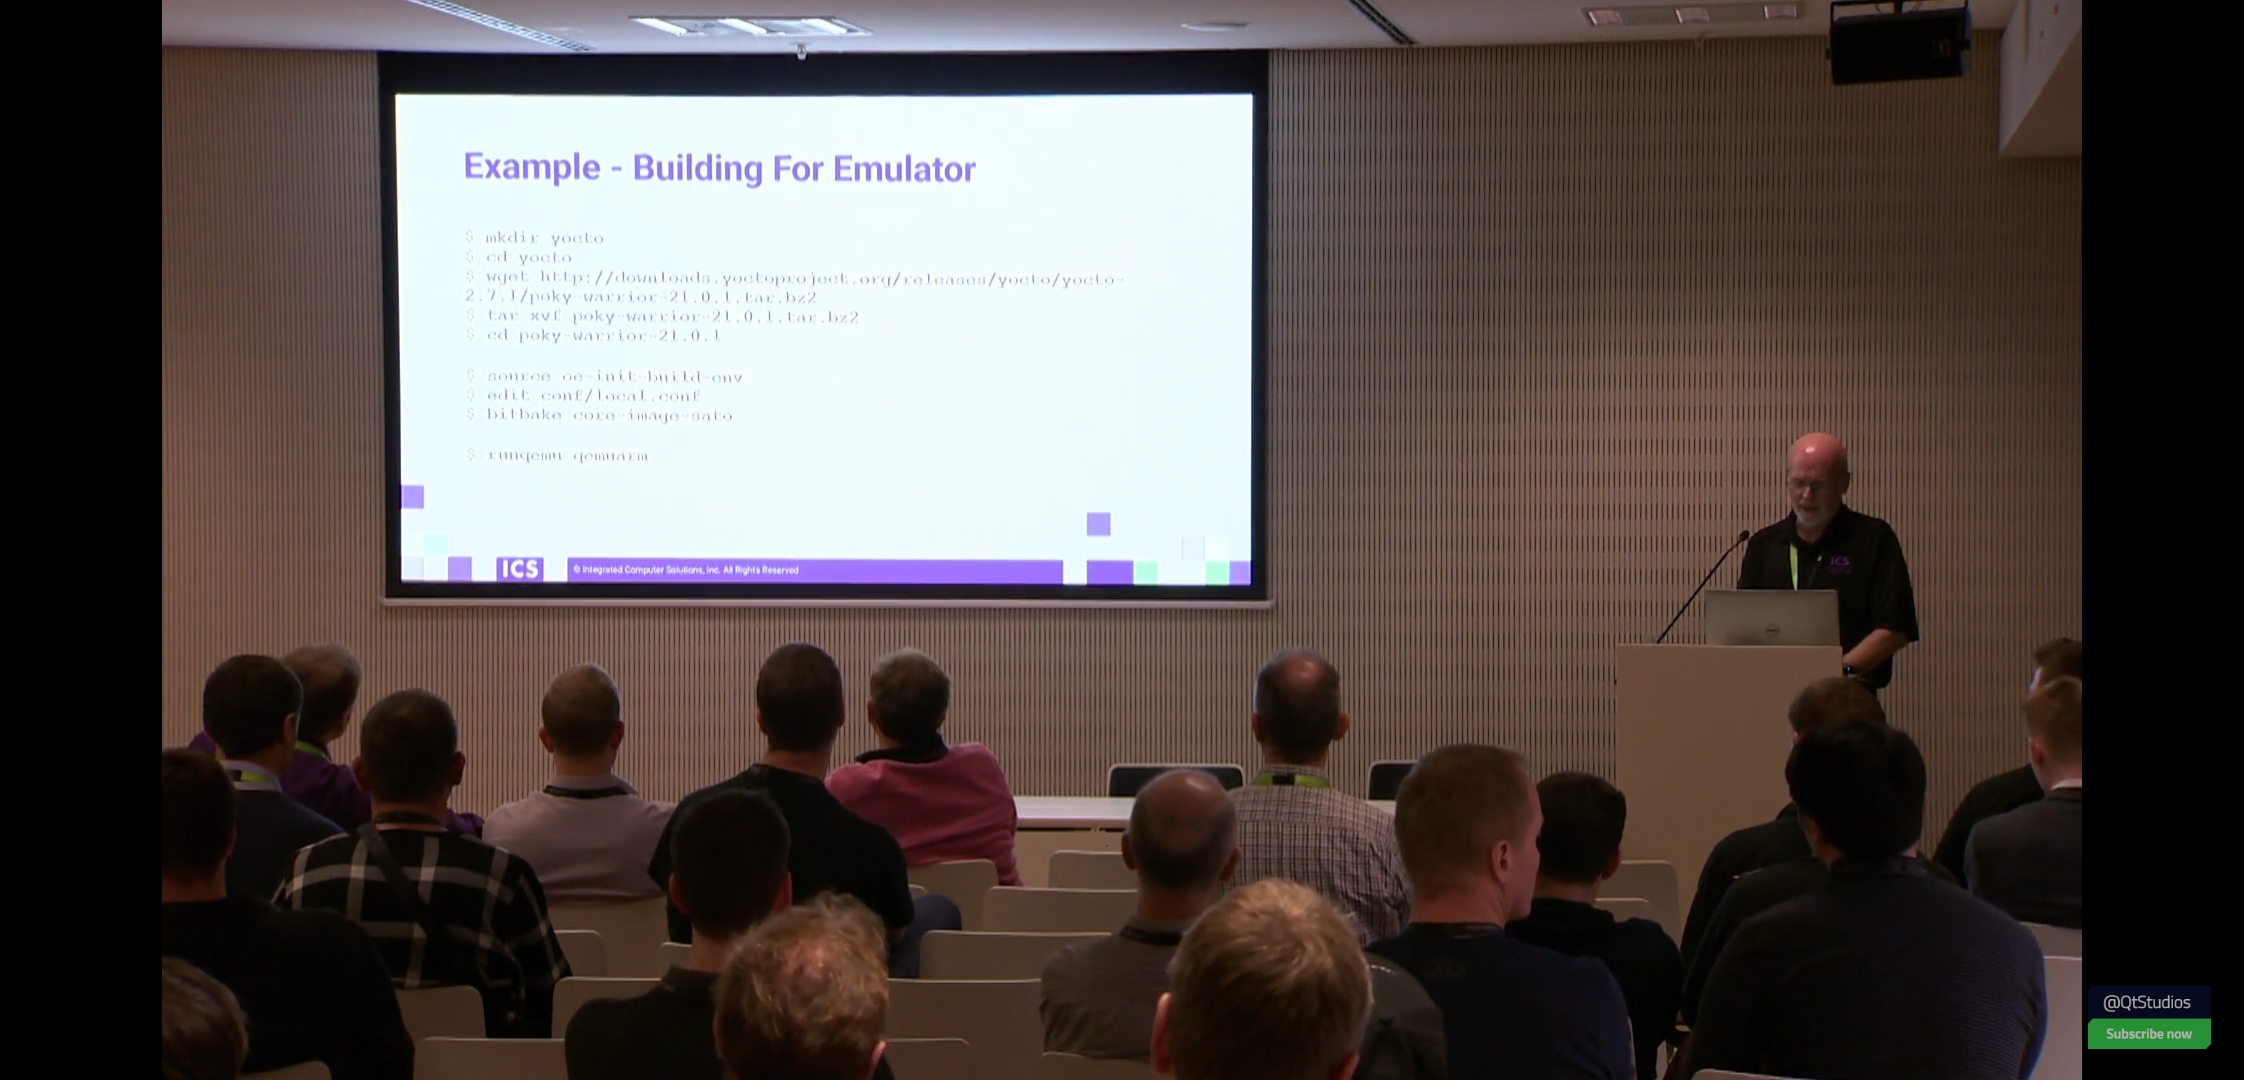 Example - Building For Emulator
$ mkdir yocto
$ cd yocto
$ wget http://downloads.yoctoproject.org/releases/yocto/yocto-
2.7.1/poky-warrior-21.0.1.tar.bz2
$ tar xvf poky-warrior-21.0.1.tar.bz2
$ cd poky-warrior-21.0.1
$ source oe-init-build-env
$ edit conf/local.conf
$ bitbake core-image-sato
$ runqemu qemuarm
ICS © Integrated Computer Solutions, Inc. All Rights Reserved
ICS
@QtStudios
Subscribe now